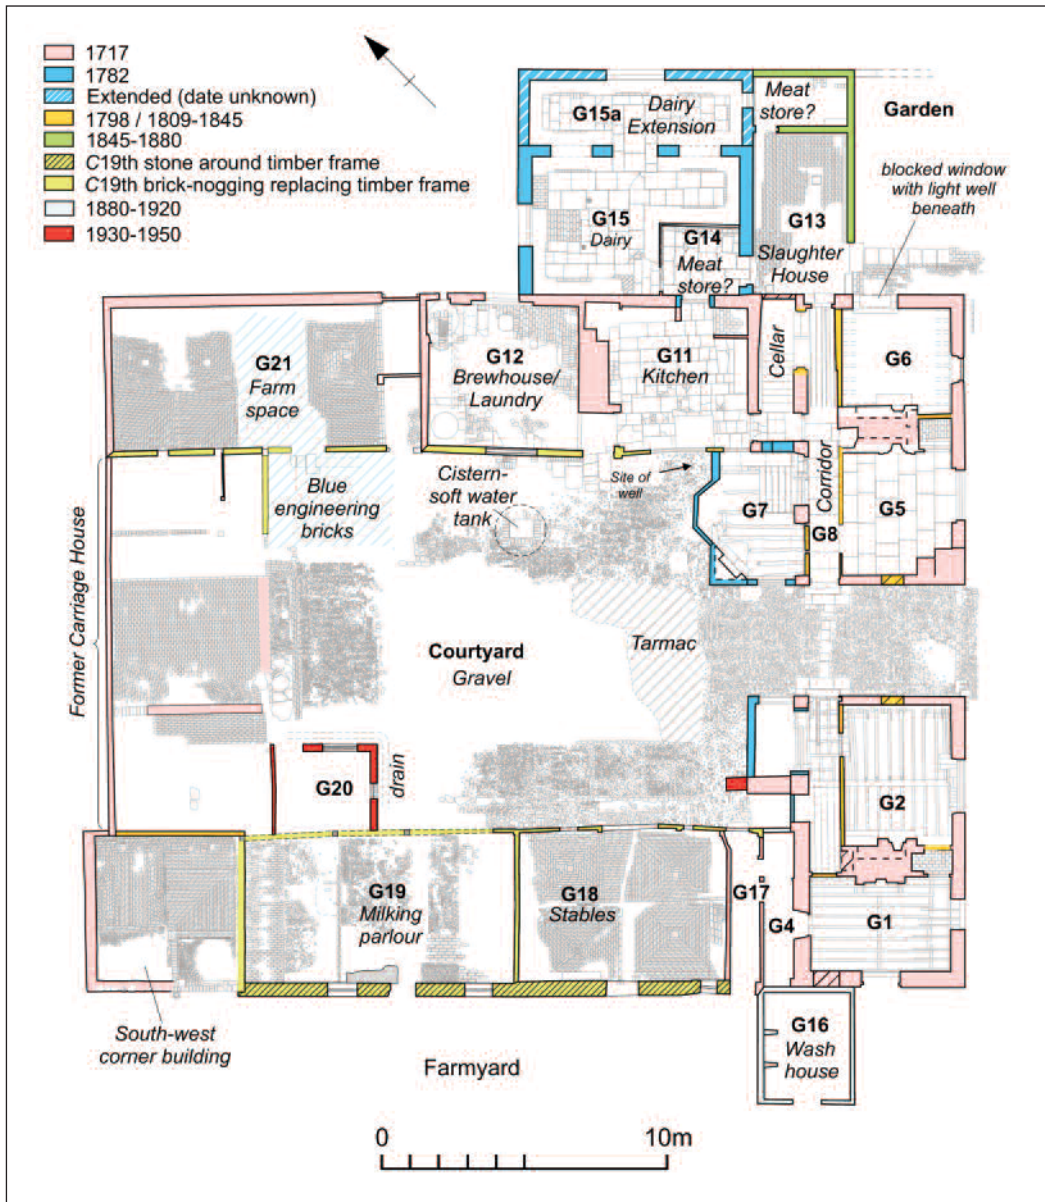 1717
1782
Extended (date unknown)
1798 / 1809-1845
1845-1880
C19th stone around timber frame
C19th brick-nogging replacing timber frame
1880-1920
1930-1950
G15a
Dairy
Extension
Meat
store?
Garden
blocked window
with light well
beneath
G15
Dairy
G14
Meat
store?
G13
Slaughter
House
G21
Farm
space
G12
Brewhouse/
Laundry
G11
Kitchen
Cellar
G6
Former Carriage House
Blue
engineering
bricks
Cistern-
soft water
tank
Site of
well
G7
Corridor
G8
G5
Courtyard
Gravel
Tarmac
G20
drain
G2
G19
Milking
parlour
G18
Stables
G17
G4
G1
South-west
corner building
Farmyard
G16
Wash
house
0
10m